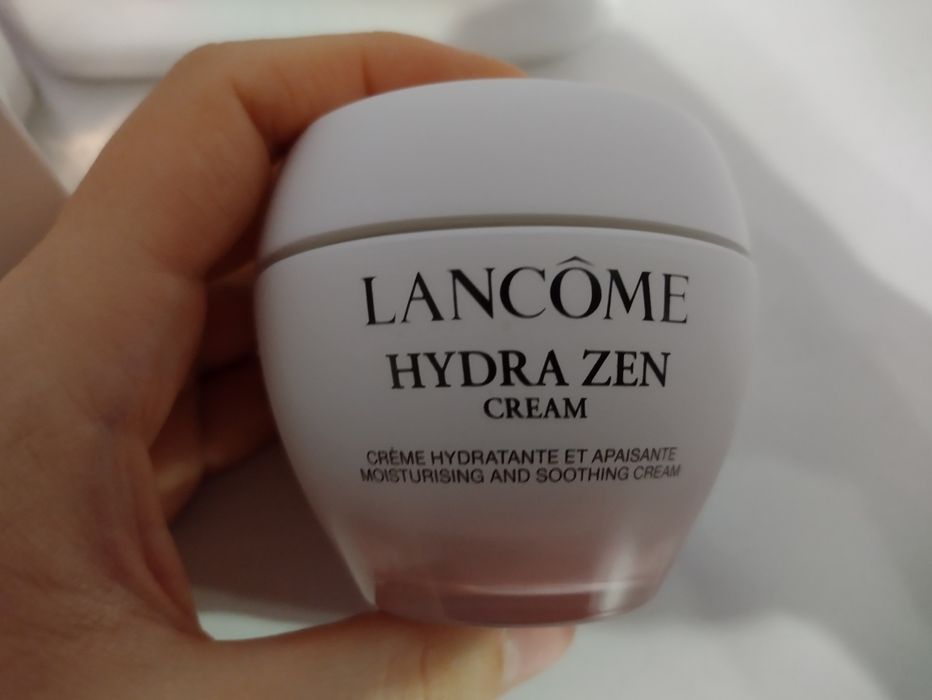 LANCÔME
HYDRA ZEN
CREAM
CRÈME HYDRATANTE ET APAISANTE
MOISTURISING AND SOOTHING CREAM